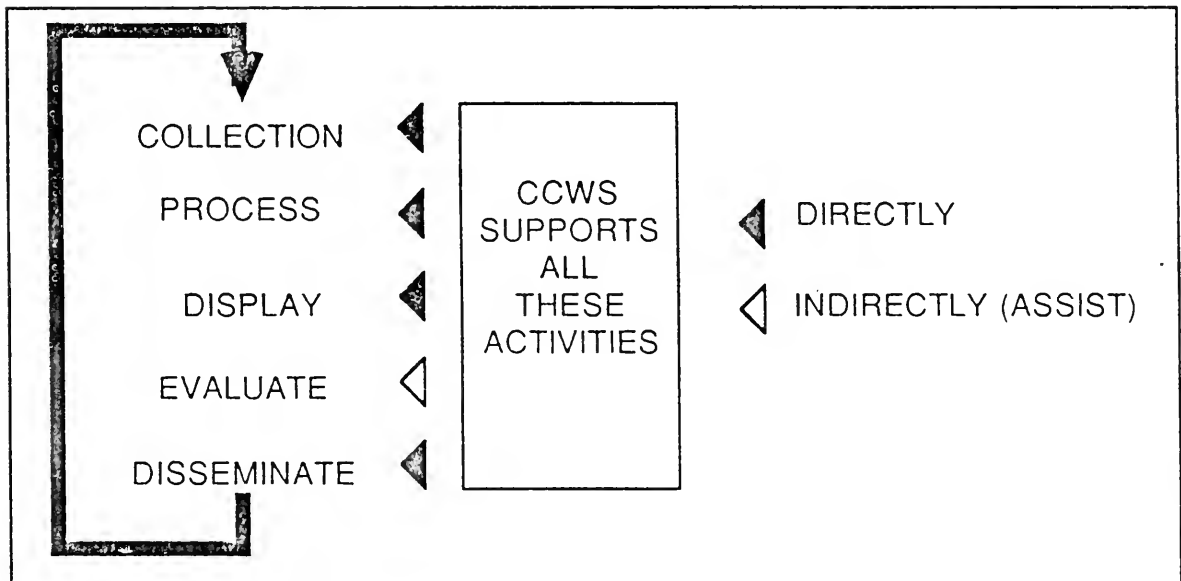 COLLECTION
PROCESS
DISPLAY
EVALUATE
DISSEMINATE
CCWS
SUPPORTS
ALL
THESE
ACTIVITIES
DIRECTLY
INDIRECTLY (ASSIST)